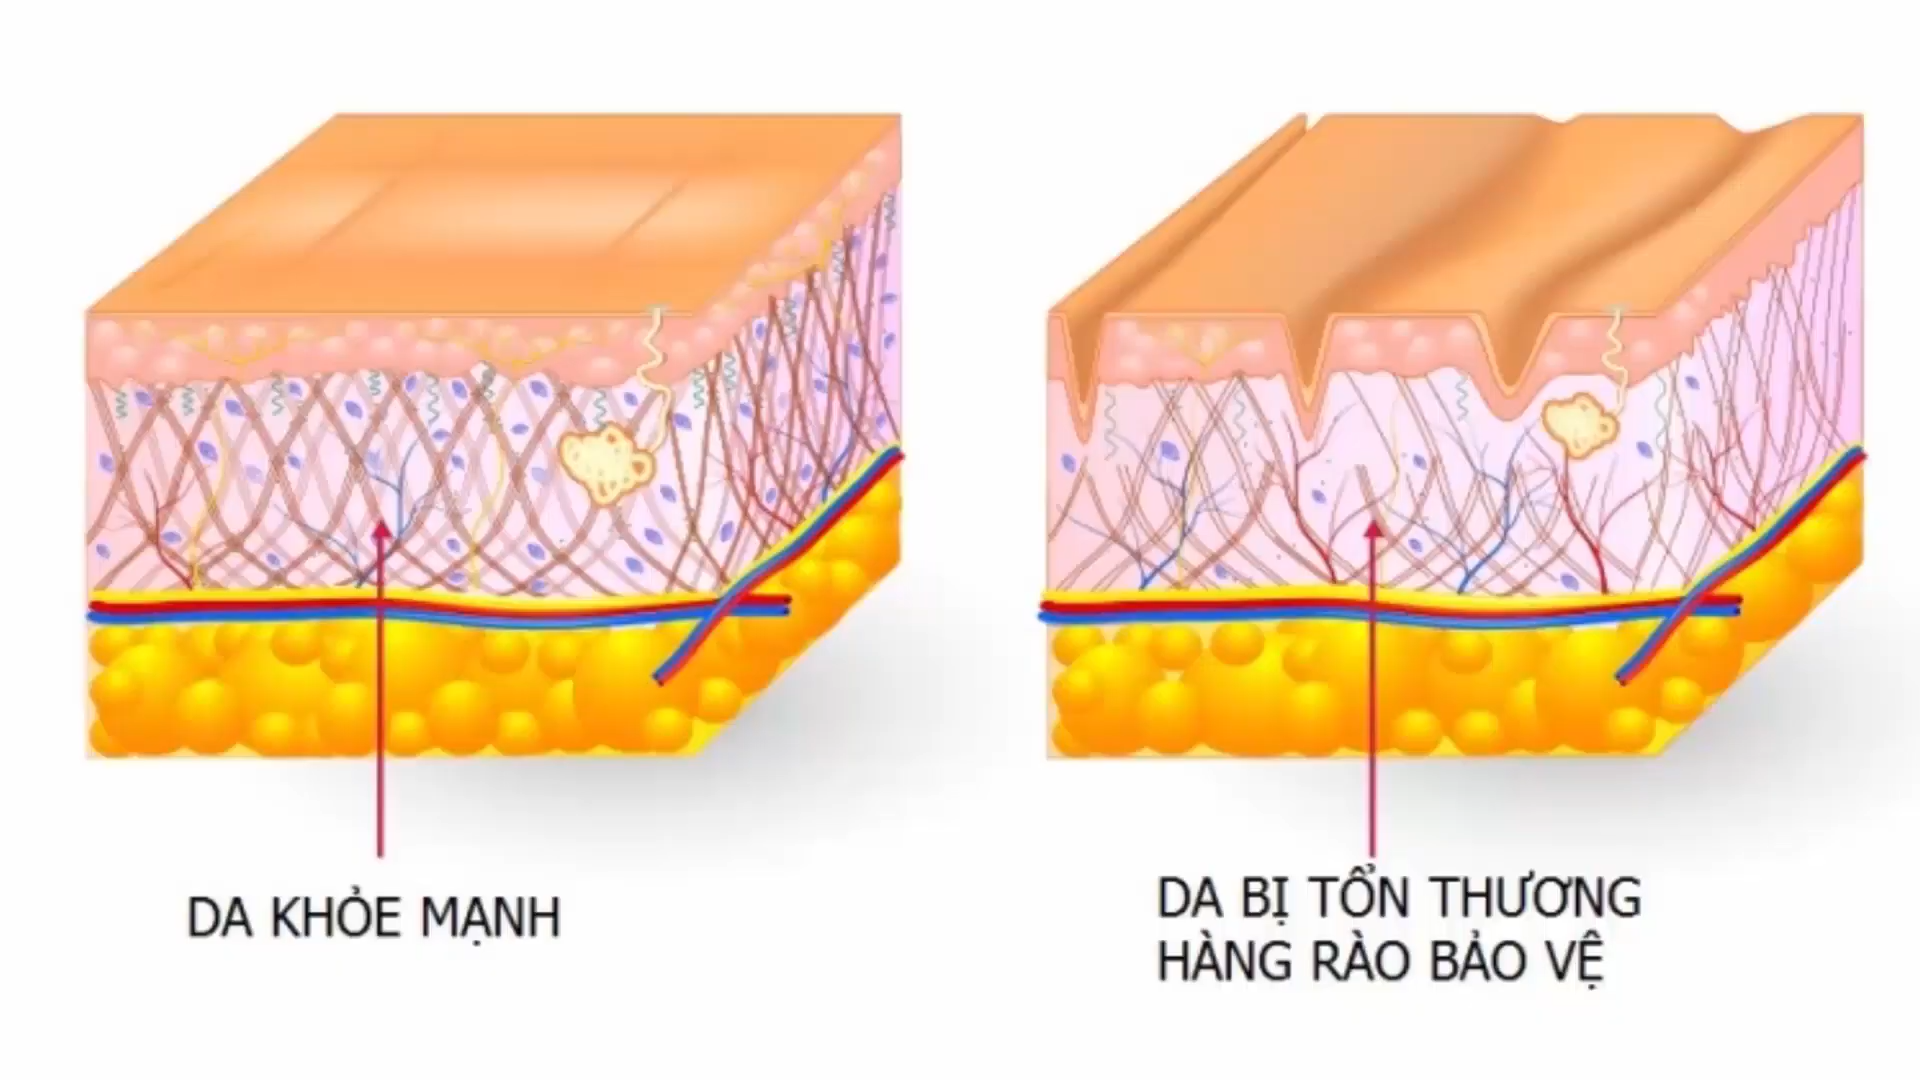 DA KHỎE MẠNH
DA BỊ TỔN THƯƠNG
HÀNG RÀO BẢO VỆ